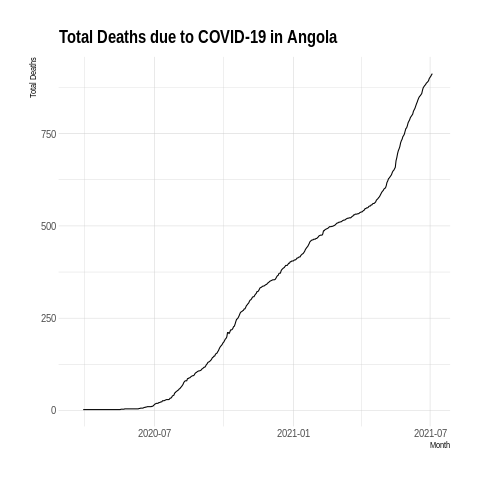 Total Deaths due to COVID-19 in Angola
Total Deaths
750
500
250
0
2020-07
2021-01
2021-07
Month